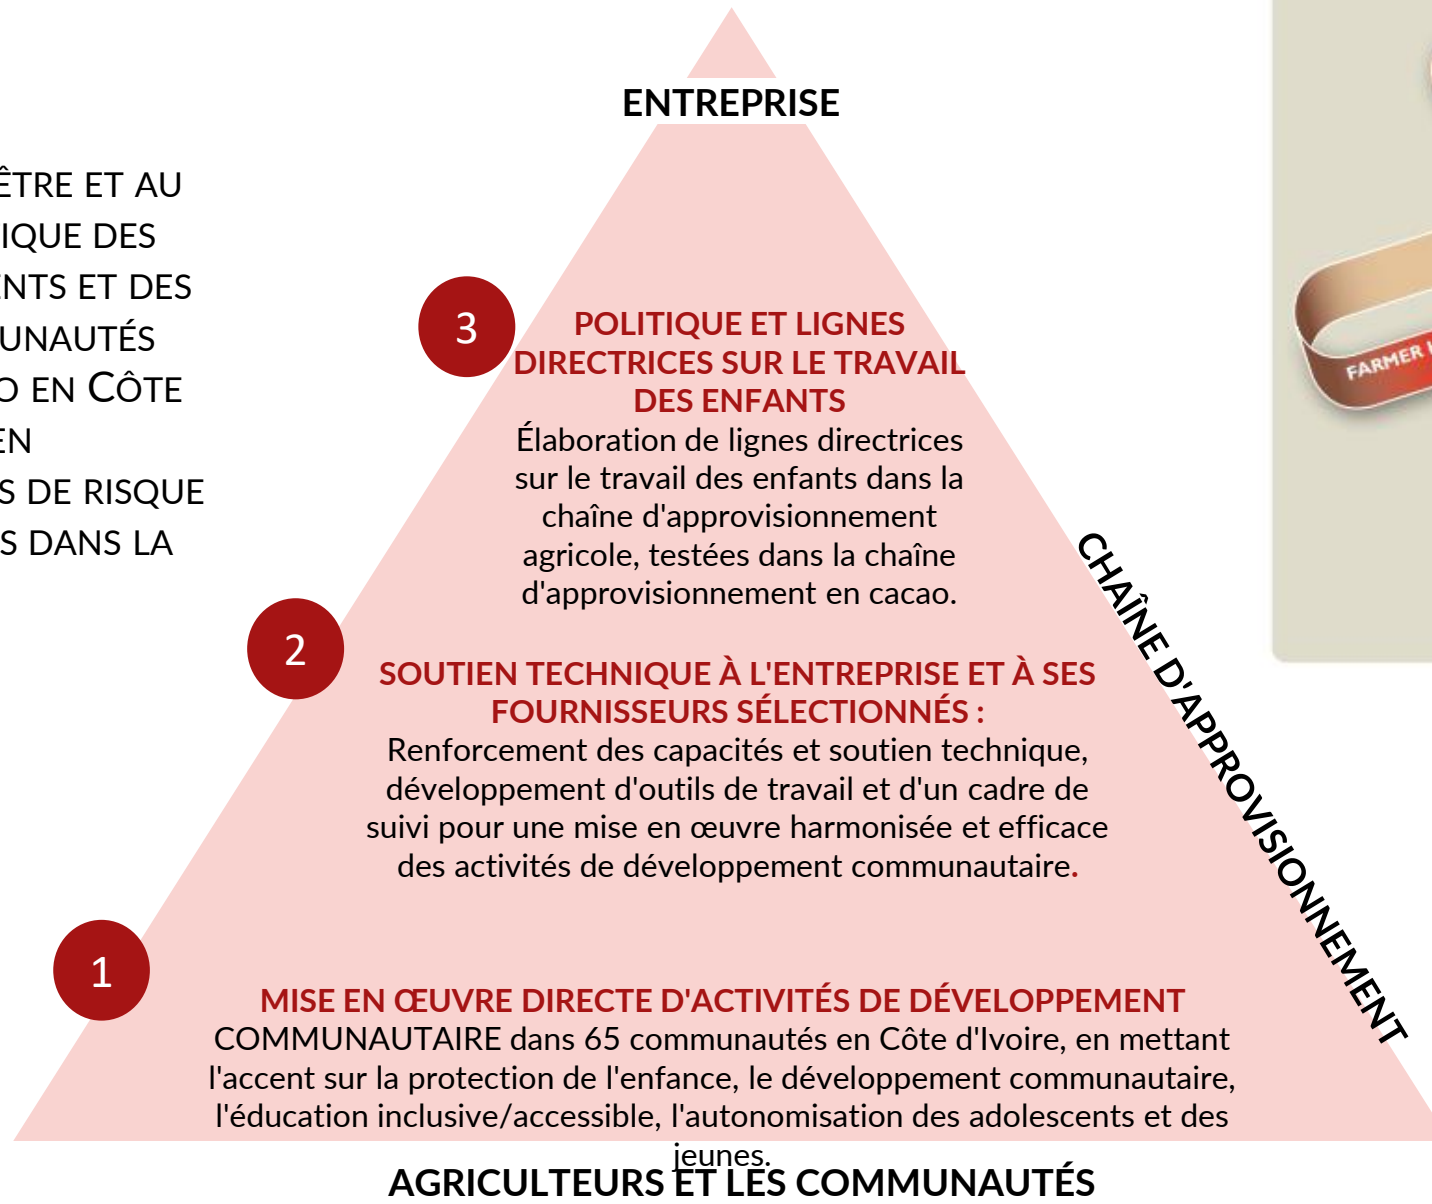 ENTREPRISE
ÊTRE ET AU
IQUE DES
ENTS ET DES
UNAUTÉS
O EN CÔTE
EN
S DE RISQUE
S DANS LA
3
POLITIQUE ET LIGNES
DIRECTRICES SUR LE TRAVAIL
DES ENFANTS
Élaboration de lignes directrices
sur le travail des enfants dans la
chaîne d'approvisionnement
agricole, testées dans la chaîne
d'approvisionnement en cacao.
FARMER
CHAÎNE D'APPROVISIONNEMENT
2
SOUTIEN TECHNIQUE À L'ENTREPRISE ET À SES
FOURNISSEURS SÉLECTIONNÉS :
Renforcement des capacités et soutien technique,
développement d'outils de travail et d'un cadre de
suivi pour une mise en œuvre harmonisée et efficace
des activités de développement communautaire.
1
MISE EN ŒUVRE DIRECTE D'ACTIVITÉS DE DÉVELOPPEMENT
COMMUNAUTAIRE dans 65 communautés en Côte d'Ivoire, en mettant
l'accent sur la protection de l'enfance, le développement communautaire,
l'éducation inclusive/accessible, l'autonomisation des adolescents et des
jeunes.
AGRICULTEURS ET LES COMMUNAUTÉS